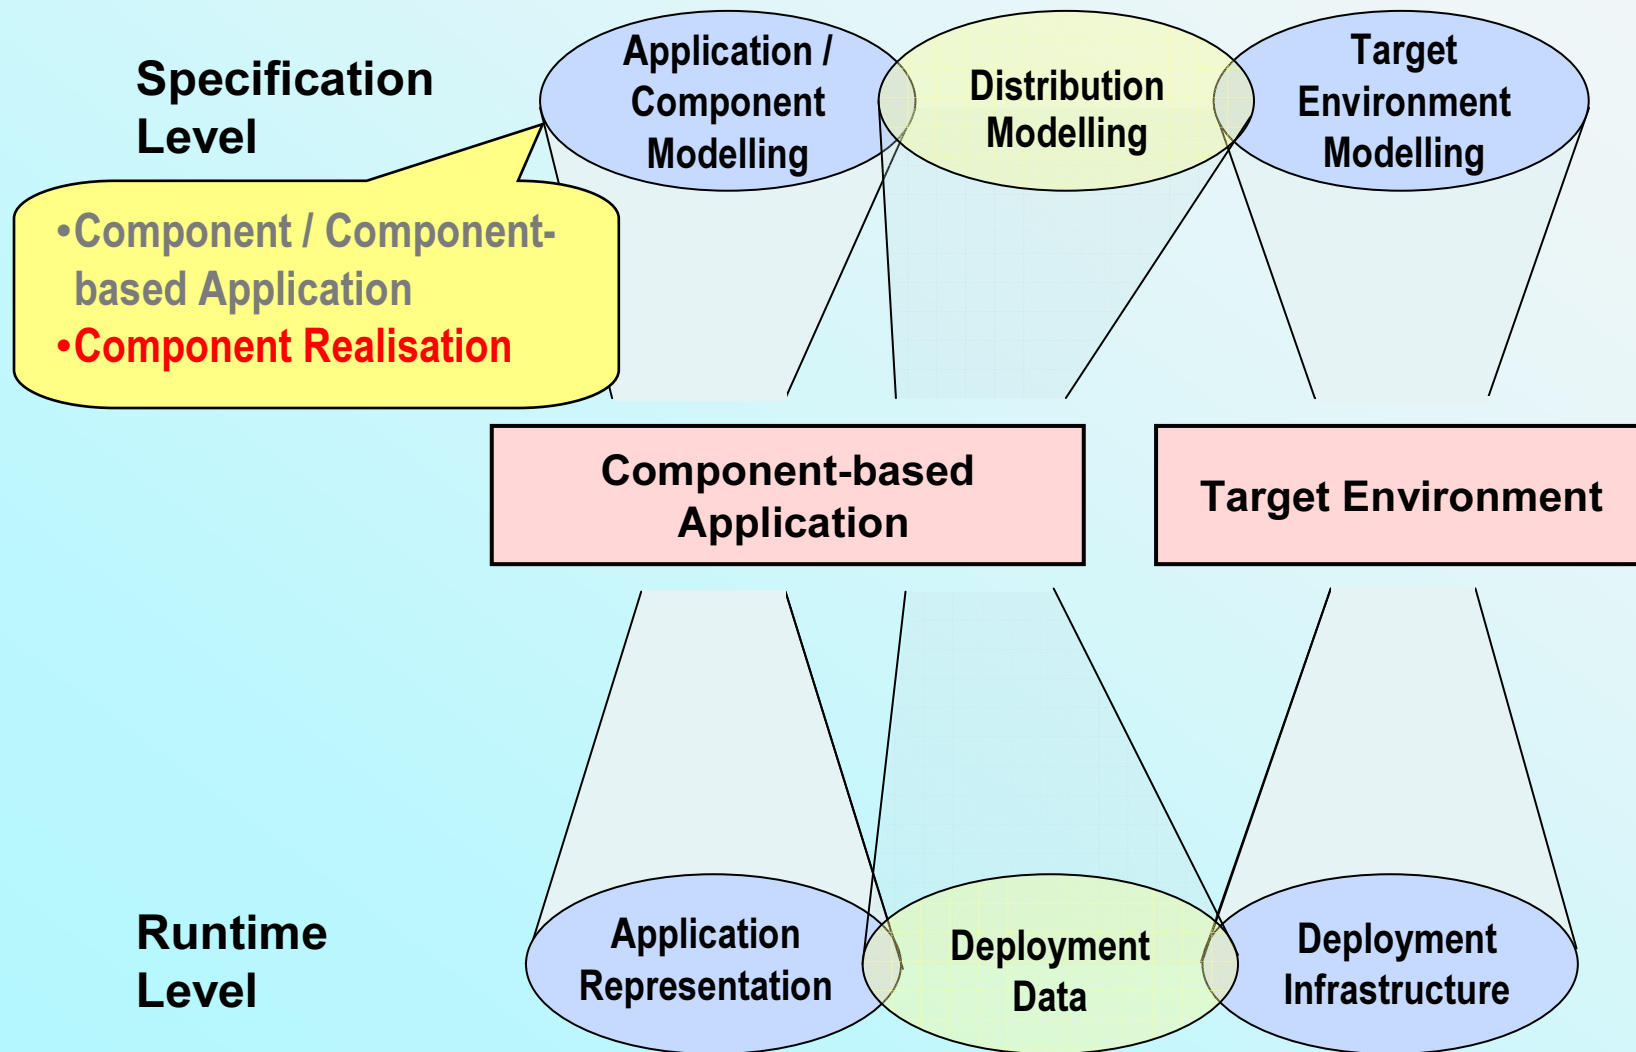 Specification
Level
Application /
Component
Modelling
Distribution
Modelling
Target
Environment
Modelling
•Component / Component-
based Application
•Component Realisation
Component-based
Application
Target Environment
Runtime
Level
Application
Representation
Deployment
Data
Deployment
Infrastructure